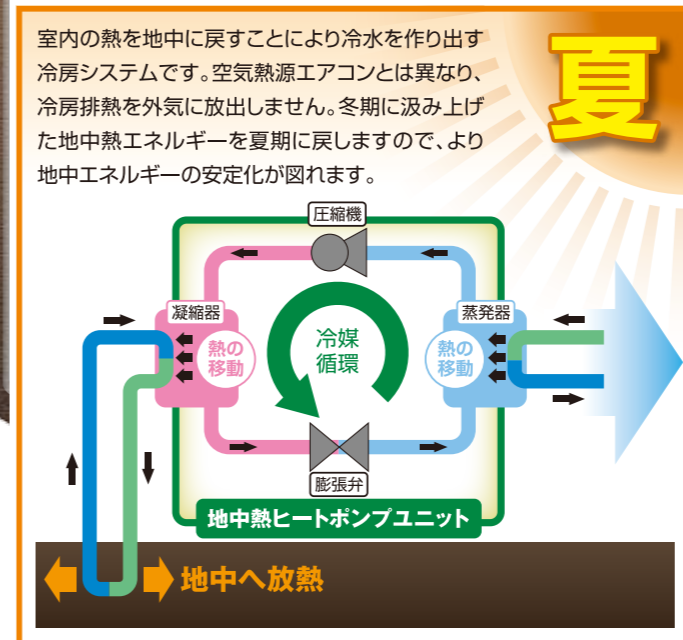 室内の熱を地中に戻すことにより冷水を作り出す
冷房システムです。空気熱源エアコンとは異なり、
冷房排熱を外気に放出しません。冬期に汲み上げ
た地中熱エネルギーを夏期に戻しますので、より
地中エネルギーの安定化が図れます。
夏
圧縮機
凝縮器
蒸発器
熱の
移動
冷媒
循環
熱の
移動
膨張弁
地中熱ヒートポンプユニット
地中へ放熱